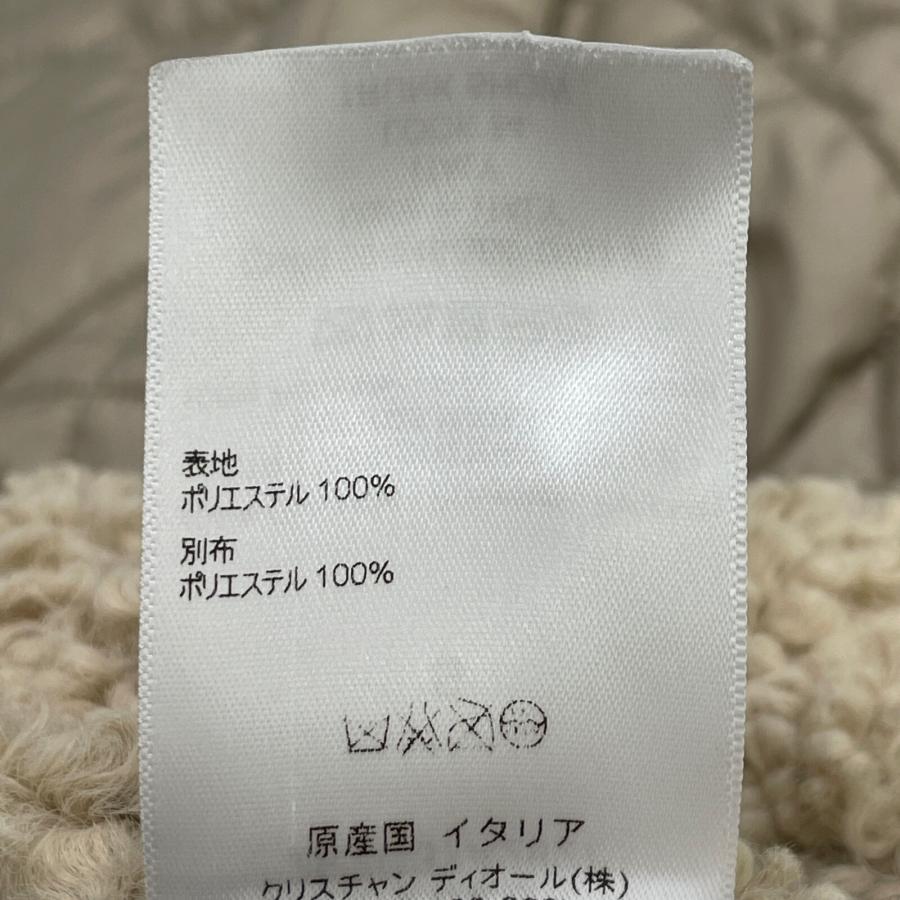 表地
ポリエステル 100%
別布
ポリエステル 100%
原産国 イタリア
クリスチャン ディオール(株)